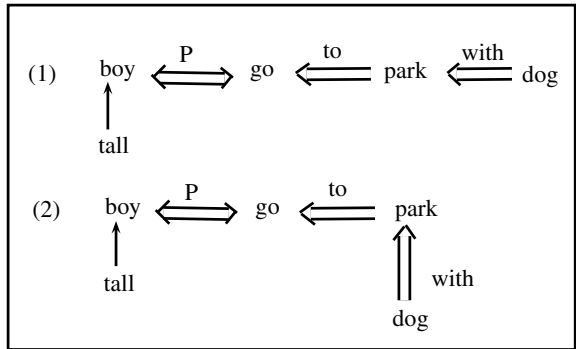 P to with
(1) boy go park dog
tall
P to
(2) boy go park
tall with
dog